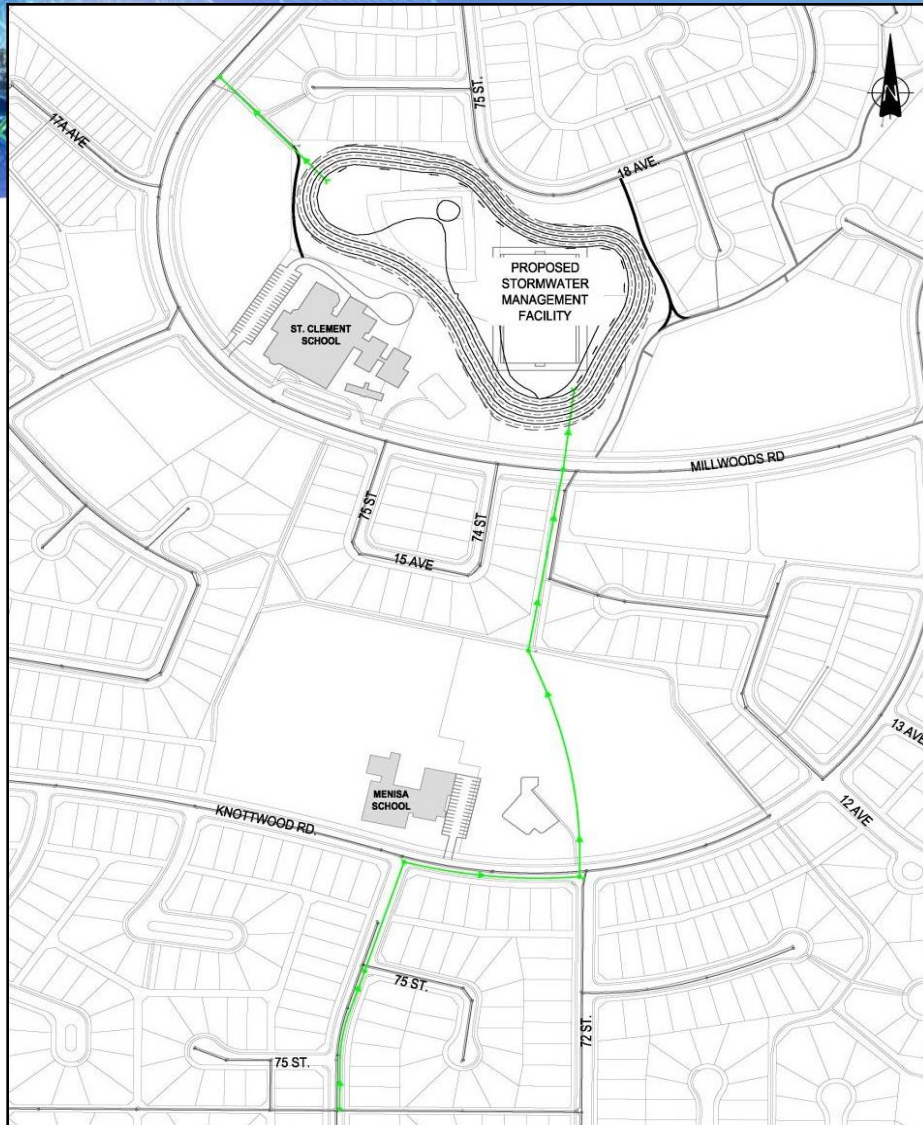 75 ST.
17A AVE
N
18 AVE.
PROPOSED
STORMWATER
MANAGEMENT
FACILITY
ST. CLEMENT
SCHOOL
MILLWOODS RD
75 ST
74 ST
15 AVE
13 AVE
12 AVE
MENISA
SCHOOL
KNOTTWOOD RD.
75 ST.
72 ST.
75 ST.